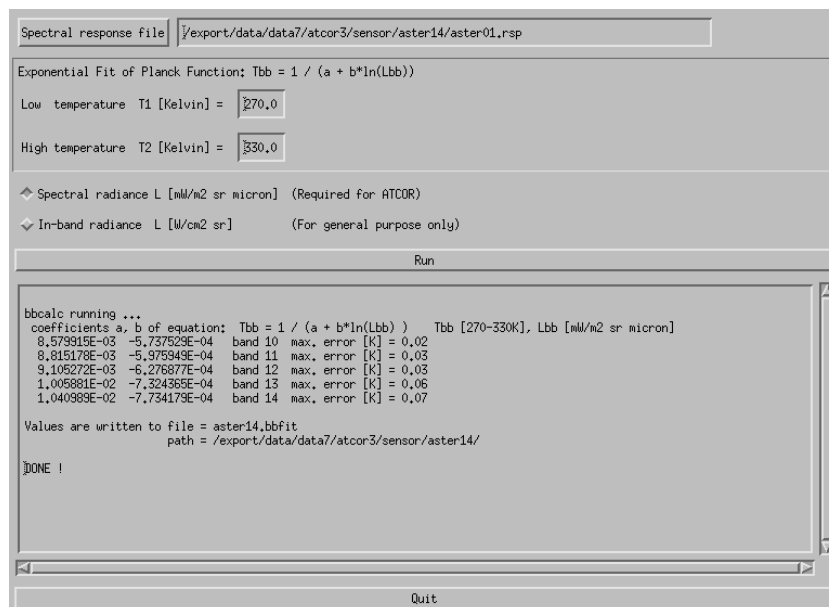 Spectral response file /export/data/data7/atcor3/sensor/aster14/aster01.rsp
Exponential Fit of Planck Function: Tbb = 1 / (a + b*ln(Lbb))
Low temperature T1 [Kelvin] = 270.0
High temperature T2 [Kelvin] = 330.0
Spectral radiance L [mW/m2 sr micron] (Required for ATCOR)
In-band radiance L [W/cm2 sr] (For general purpose only)
Run
bbcalc running ...
coefficients a, b of equation: Tbb = 1 / (a + b*ln(Lbb) ) Tbb [270-330K], Lbb [mW/m2 sr micron]
8.579915E-03 -5.737529E-04 band 10 max. error [K] = 0.02
8.815178E-03 -5.975949E-04 band 11 max. error [K] = 0.03
9.105272E-03 -6.276877E-04 band 12 max. error [K] = 0.03
1.005881E-02 -7.324365E-04 band 13 max. error [K] = 0.06
1.040989E-02 -7.734179E-04 band 14 max. error [K] = 0.07
Values are written to file = aster14.bbfit
path = /export/data/data7/atcor3/sensor/aster14/
DONE !
Quit